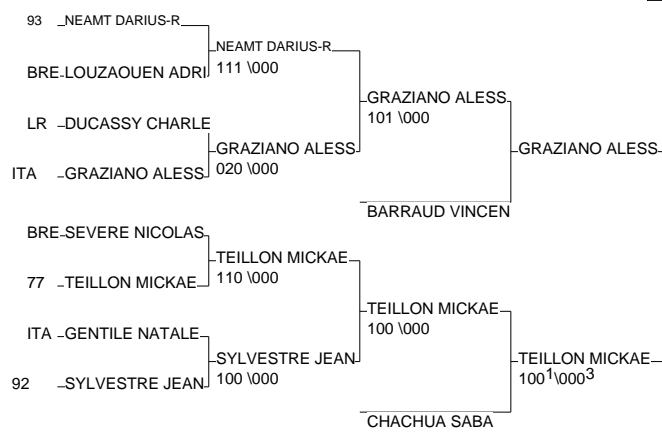 93 NEAMT DARIUS-R
NEAMT DARIUS-R
BRE LOUZAOUEN ADRI
111 \000
GRAZIANO ALESS
101 \000
LR DUCASSY CHARLE
GRAZIANO ALESS
GRAZIANO ALESS
020 \000
ITA GRAZIANO ALESS
BARRAUD VINCEN
BRE SEVERE NICOLAS
TEILLON MICKAE
77 TEILLON MICKAE
110 \000
TEILLON MICKAE
100 \000
ITA GENTILE NATALE
SYLVESTRE JEAN
TEILLON MICKAE
100 \000
100¹\000³
92 SYLVESTRE JEAN
CHACHUA SABA